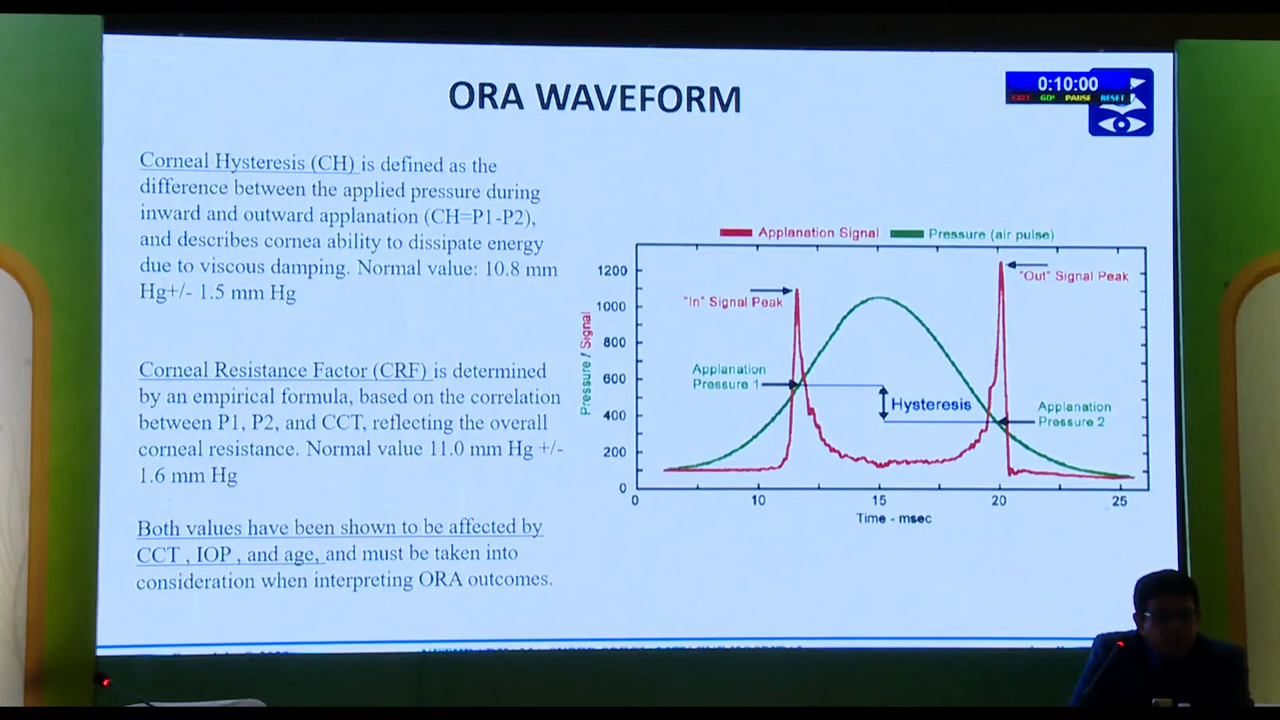 ORA WAVEFORM
0:10:00
EXIT GO! PAUSE RESET
Corneal Hysteresis (CH) is defined as the
difference between the applied pressure during
inward and outward applanation (CH=P1-P2),
and describes cornea ability to dissipate energy
due to viscous damping. Normal value: 10.8 mm
Hg+/- 1.5 mm Hg
Corneal Resistance Factor (CRF) is determined
by an empirical formula, based on the correlation
between P1, P2, and CCT, reflecting the overall
corneal resistance. Normal value 11.0 mm Hg +/-
1.6 mm Hg
Both values have been shown to be affected by
CCT , IOP , and age, and must be taken into
consideration when interpreting ORA outcomes.
Applanation Signal
Pressure (air pulse)
"In" Signal Peak
"Out" Signal Peak
Applanation
Pressure 1
Hysteresis
Applanation
Pressure 2
Pressure / Signal
1200
1000
800
600
400
200
0
0 10 15 20 25
Time - msec